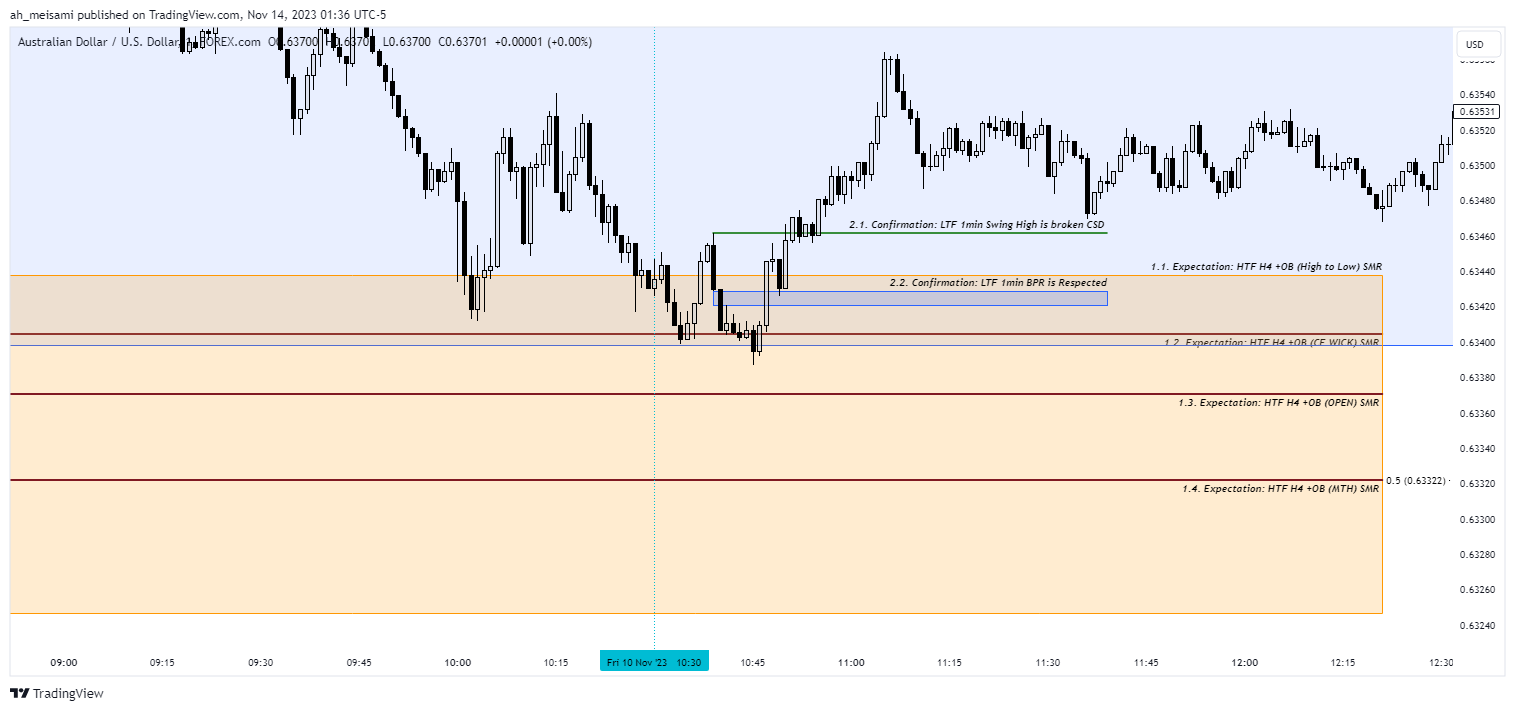 ah_meisami published on TradingView.com, Nov 14, 2023 01:36 UTC-5
Australian Dollar / U.S. Dollar, FOREX.com O0.63700 L0.63700 C0.63701 +0.00001 (+0.00%)
USD
0.63540
0.63531
0.63520
0.63500
0.63480
2.1. Confirmation: LTF 1min Swing High is broken CSD
0.63460
1.1. Expectation: HTF H4 +OB (High to Low) SMR
0.63440
2.2. Confirmation: LTF 1min BPR is Respected
0.63420
1.2. Expectation: HTF H4 +OB (CE WICK) SMR
0.63400
0.63380
1.3. Expectation: HTF H4 +OB (OPEN) SMR
0.63360
0.63340
0.5 (0.63322)
0.63320
1.4. Expectation: HTF H4 +OB (MTH) SMR
0.63300
0.63280
0.63260
0.63240
09:00 09:15 09:30 09:45 10:00 10:15 Fri 10 Nov '23 10:30 10:45 11:00 11:15 11:30 11:45 12:00 12:15 12:30
TradingView